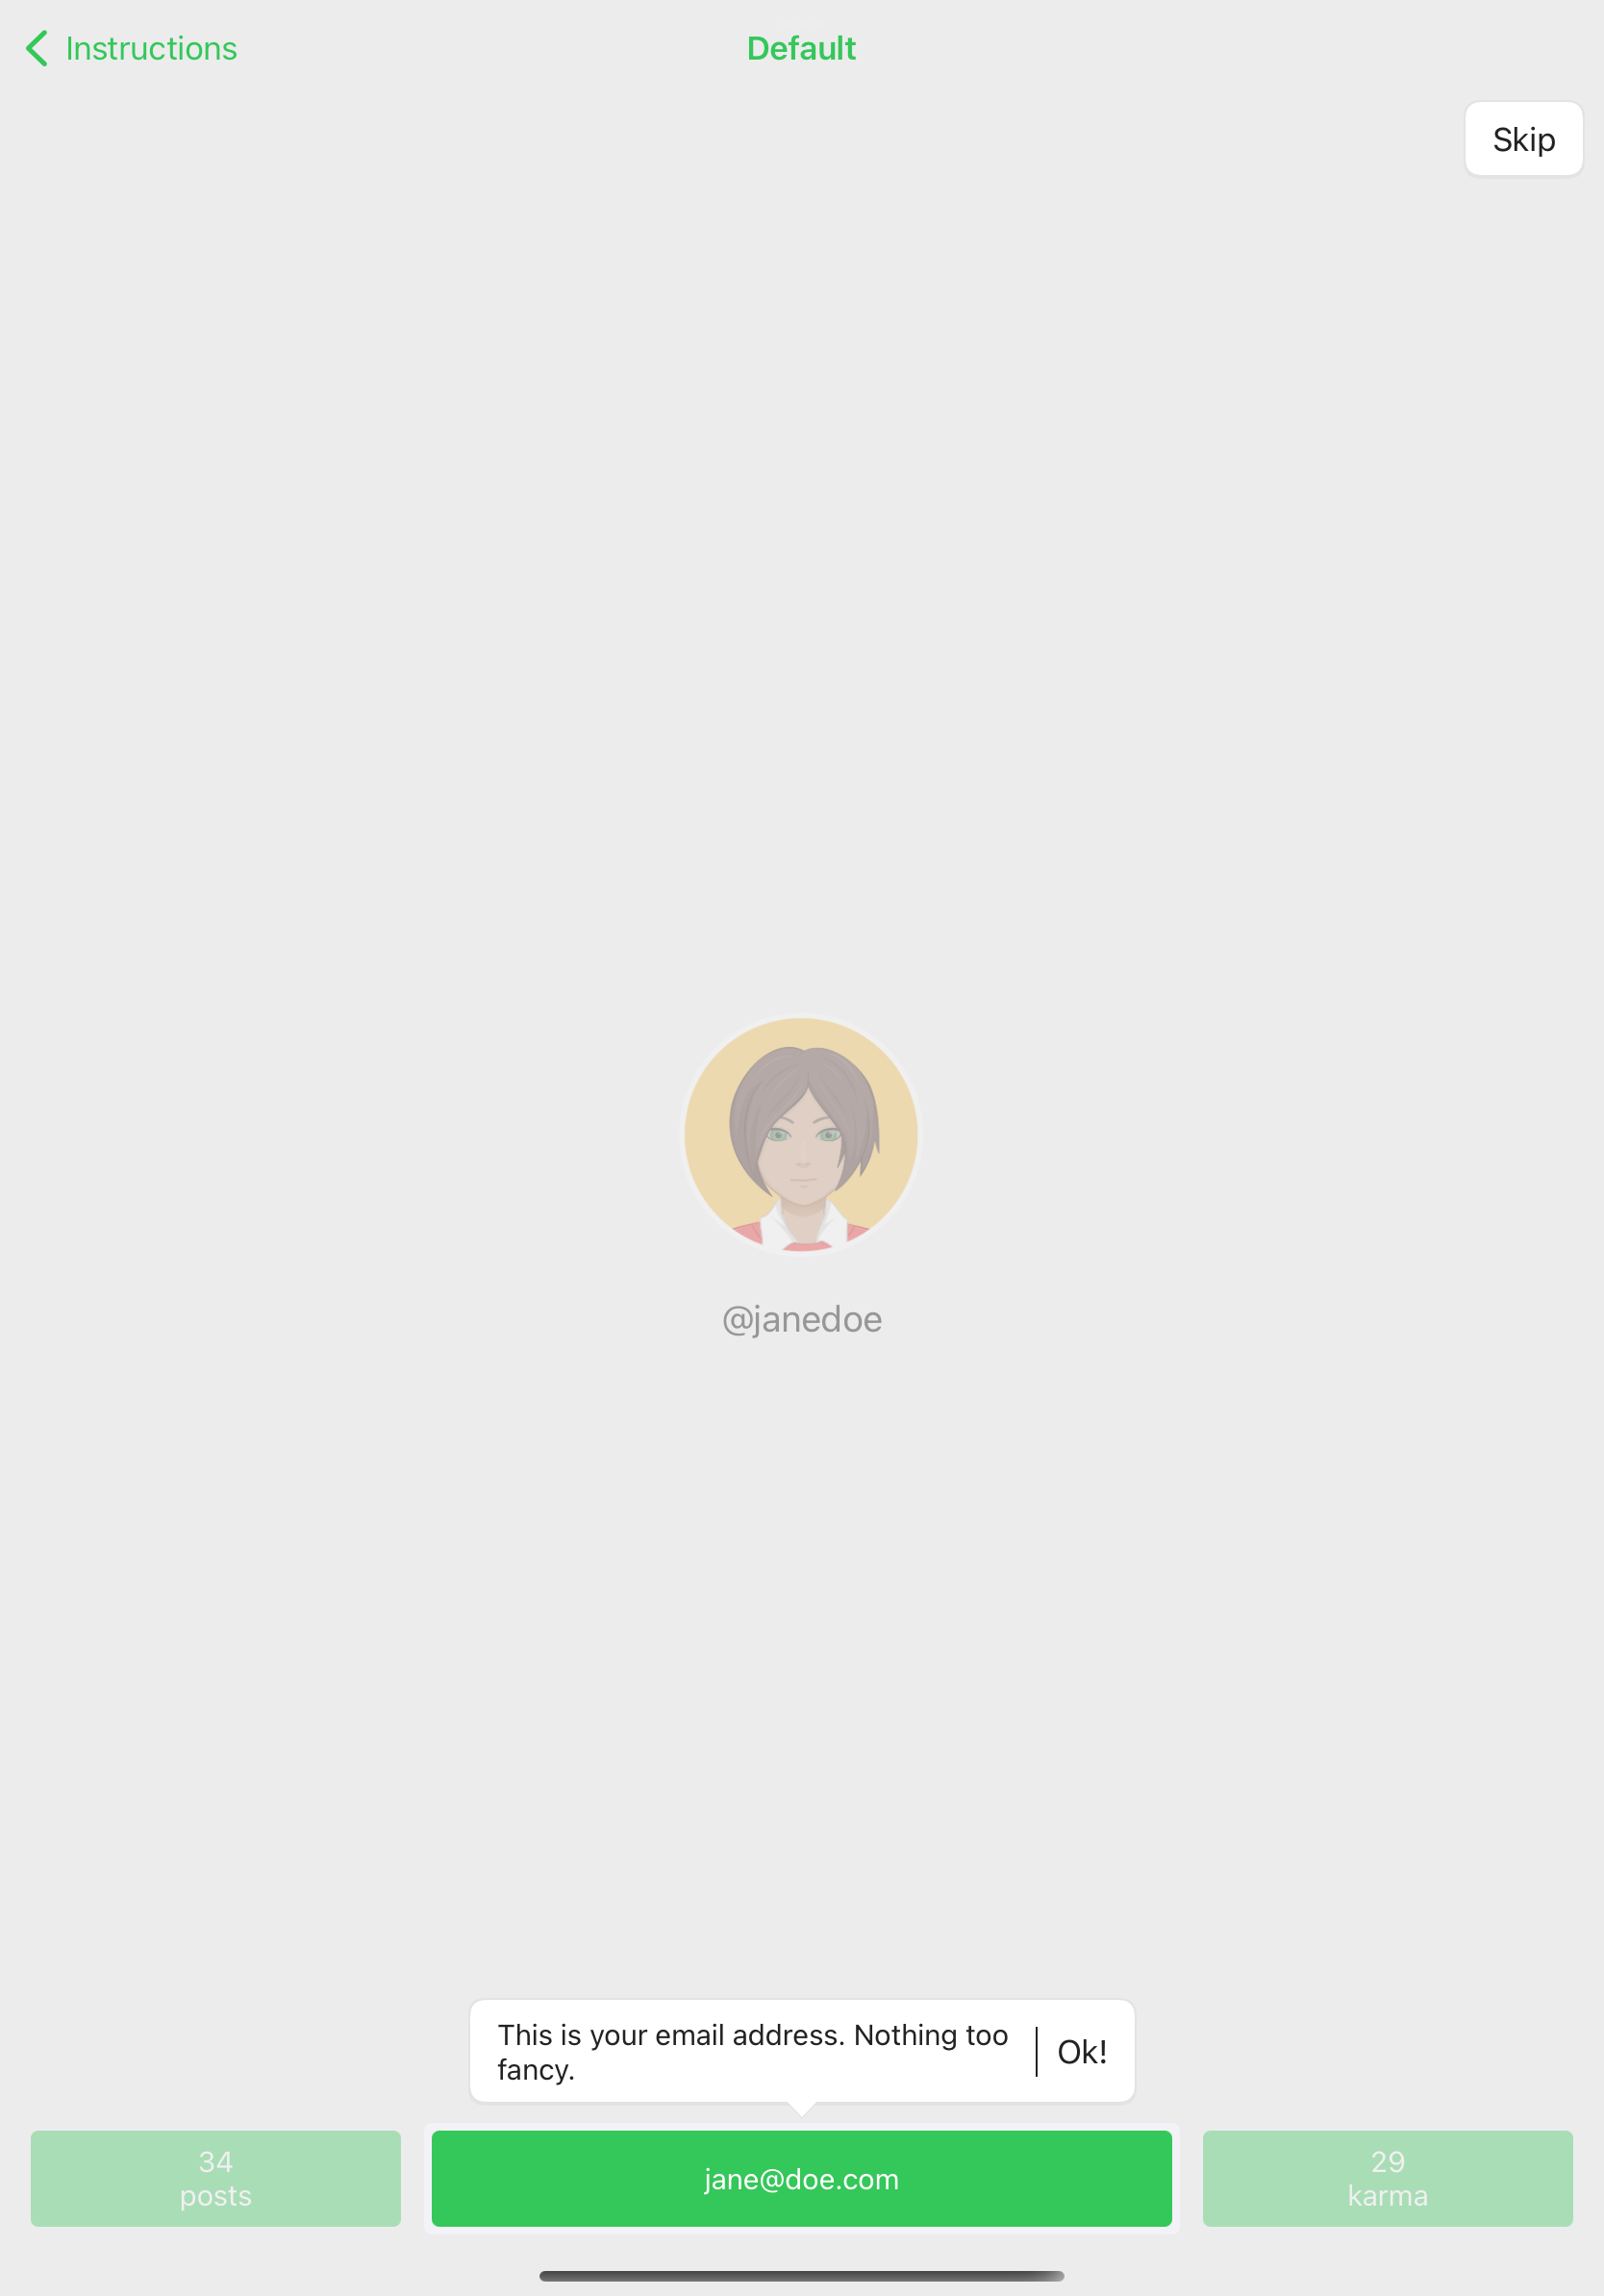 Instructions
Default
Skip
@janedoe
This is your email address. Nothing too
fancy.
Ok!
34
posts
jane@doe.com
29
karma